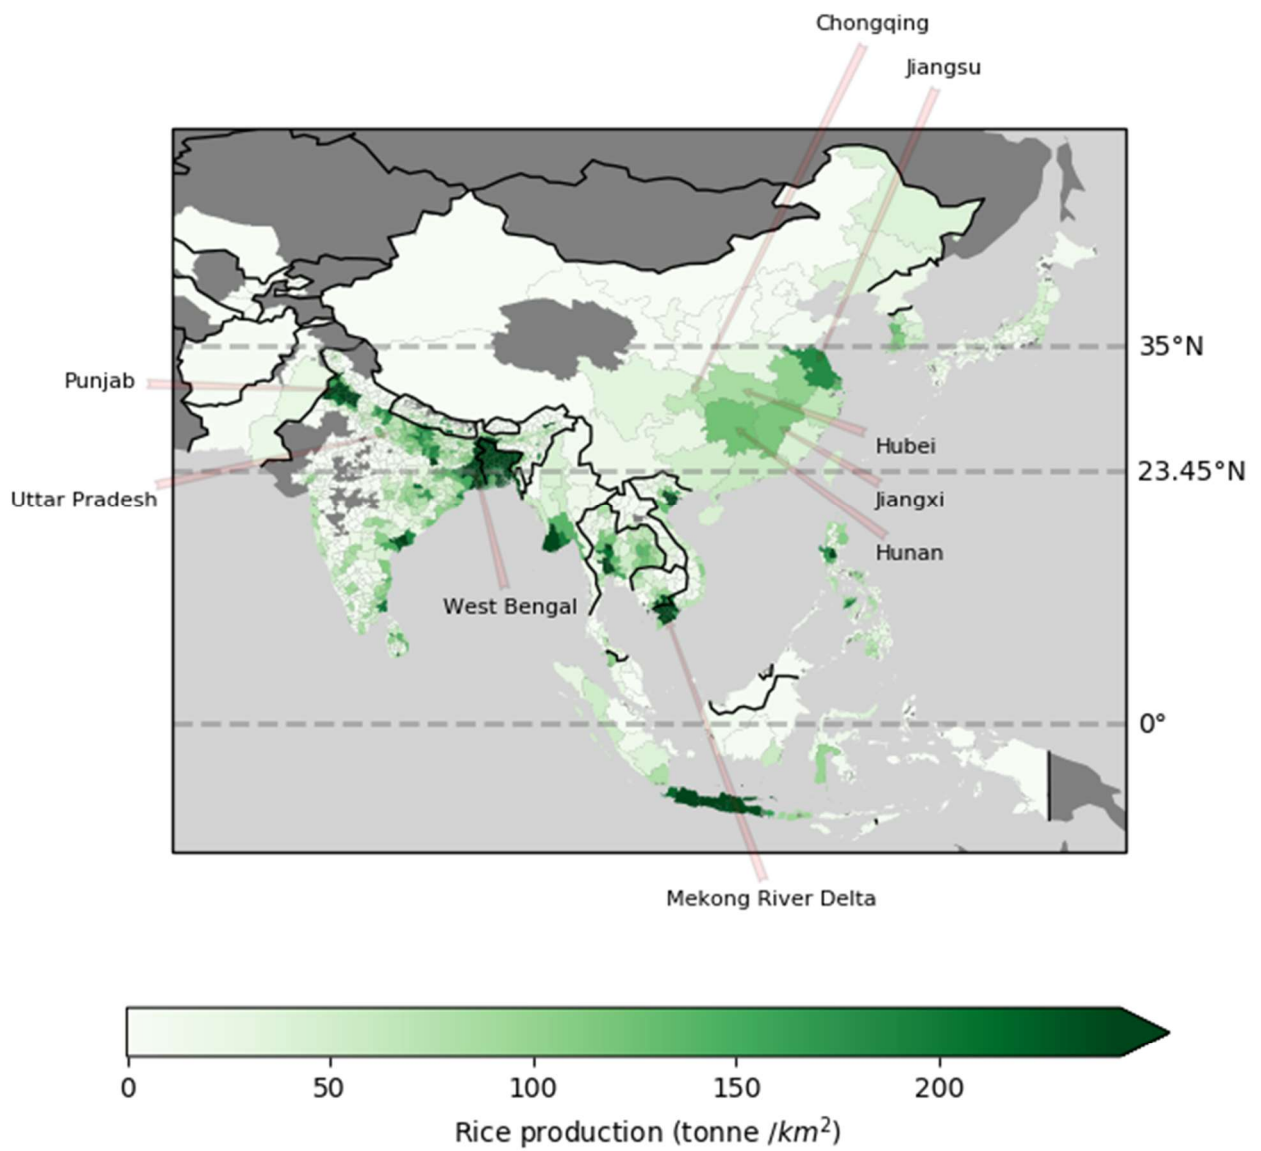 Chongqing
Jiangsu
35°N
Punjab
Hubei
23.45°N
Uttar Pradesh
Jiangxi
Hunan
West Bengal
0°
Mekong River Delta
0 50 100 150 200
Rice production (tonne /km²)